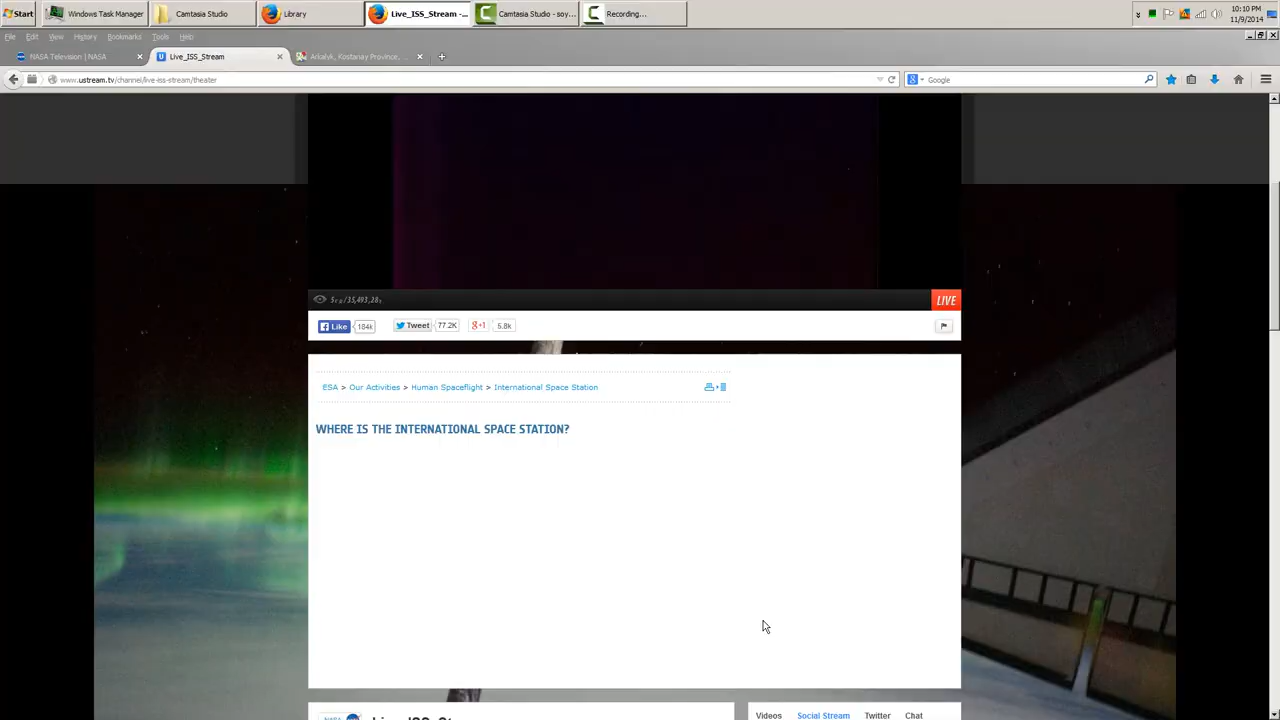 Start Windows Task Manager Camtasia Studio Library Live_ISS_Stream -... Camtasia Studio - soy... Recording... 10:10 PM
11/9/2014
File Edit View History Bookmarks Tools Help
NASA Television | NASA × Live_ISS_Stream × Arkalyk, Kostanay Province, ... × +
www.ustream.tv/channel/live-iss-stream/theater Google
LIVE
Like 184k Tweet 77.2K +1 5.8k
ESA > Our Activities > Human Spaceflight > International Space Station
WHERE IS THE INTERNATIONAL SPACE STATION?
NASA
Videos Social Stream Twitter Chat